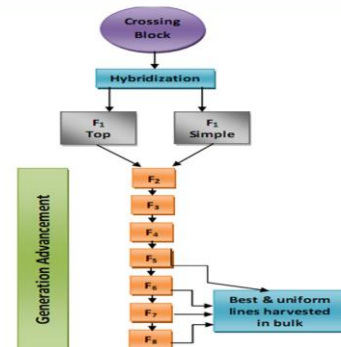 Crossing
Block
Hybridization
F1
Top
F1
Simple
F2
F3
F4
F5
F6
F7
F8
Generation Advancement
Best & uniform
lines harvested
in bulk